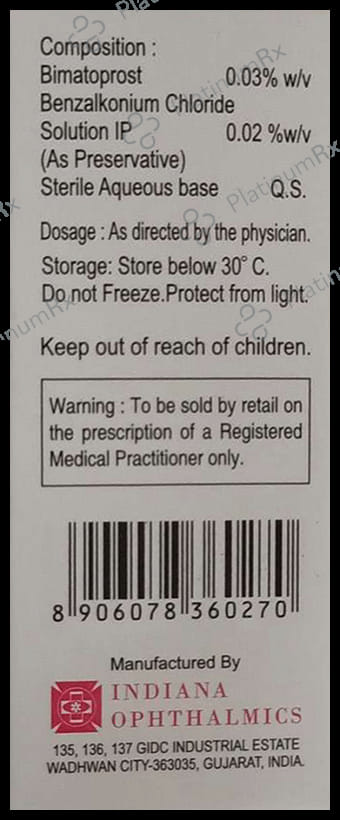 Composition :
Bimatoprost 0.03% w/v
Benzalkonium Chloride
Solution IP 0.02 %w/v
(As Preservative)
Sterile Aqueous base Q.S.
Dosage : As directed by the physician.
Storage: Store below 30° C.
Do not Freeze.Protect from light.
Keep out of reach of children.
Warning : To be sold by retail on
the prescription of a Registered
Medical Practitioner only.
8 906078 360270
Manufactured By
INDIANA
OPHTHALMICS
135, 136, 137 GIDC INDUSTRIAL ESTATE
WADHWAN CITY-363035, GUJARAT, INDIA.
PlatinumRx
PlatinumRx
PlatinumRx